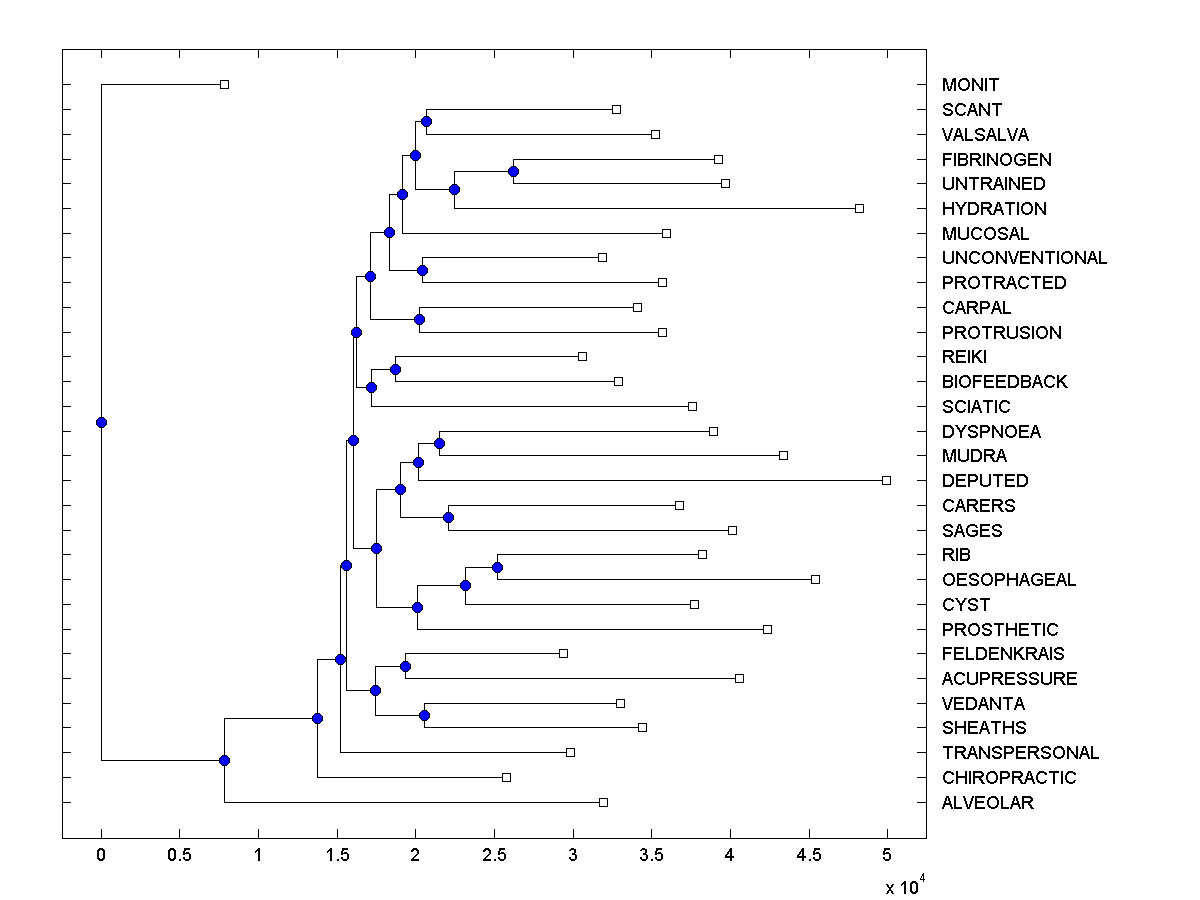 MONIT
SCANT
VALSALVA
FIBRINOGEN
UNTRAINED
HYDRATION
MUCOSAL
UNCONVENTIONAL
PROTRACTED
CARPAL
PROTRUSION
REIKI
BIOFEEDBACK
SCIATIC
DYSPNOEA
MUDRA
DEPUTED
CARERS
SAGES
RIB
OESOPHAGEAL
CYST
PROSTHETIC
FELDENKRAIS
ACUPRESSURE
VEDANTA
SHEATHS
TRANSPERSONAL
CHIROPRACTIC
ALVEOLAR
0 0.5 1 1.5 2 2.5 3 3.5 4 4.5 5
x 10^4